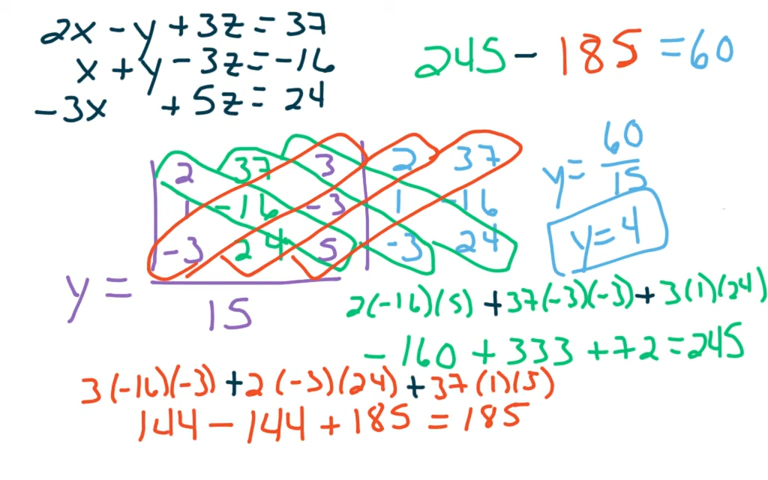 2x - y + 3z = 37
x + y - 3z = -16
-3x + 5z = 24
245 - 185 = 60
2 37 3 2 37
1 -16 -3 1 -16
-3 24 5 -3 24
y = 
15
y = 60/15
y = 4
2(-16)(5) + 37(-3)(-3) + 3(1)(24)
-160 + 333 + 72 = 245
3(-16)(-3) + 2(-3)(24) + 37(1)(5)
144 - 144 + 185 = 185